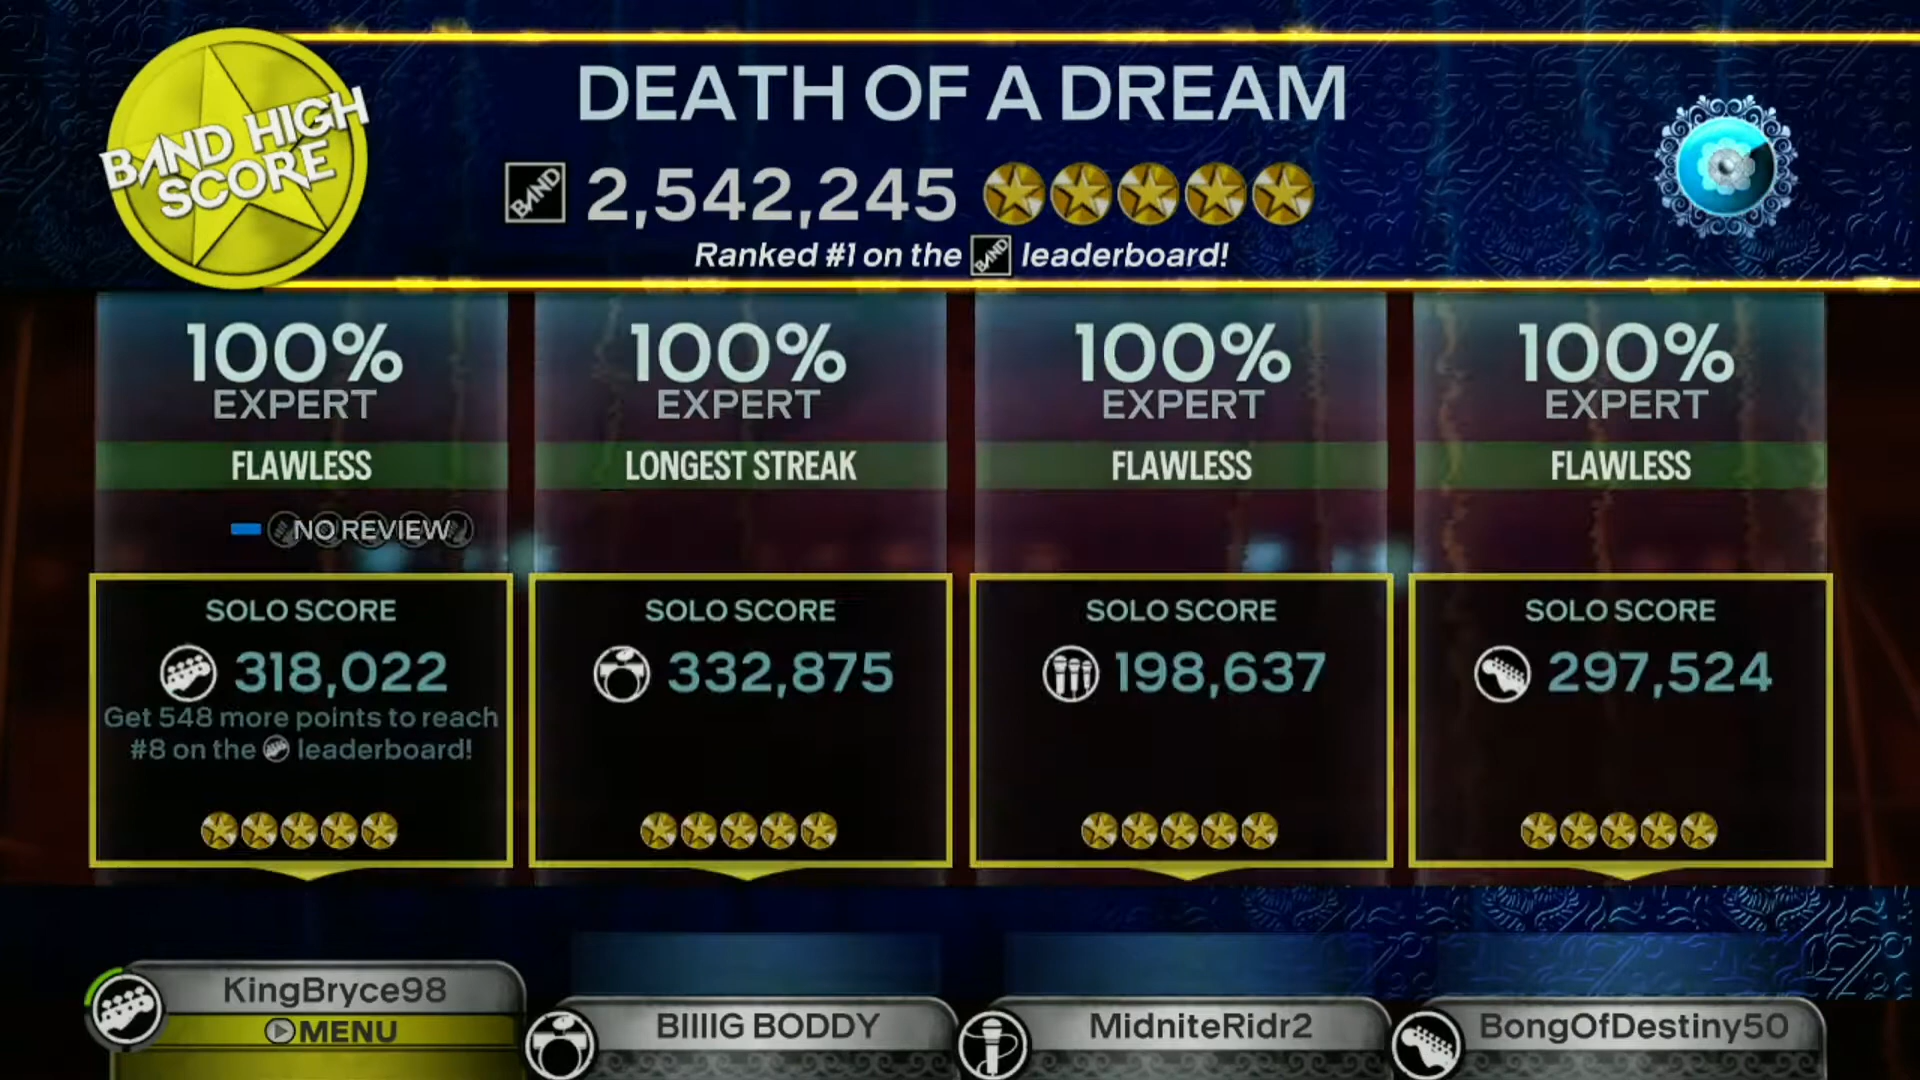 BAND HIGH SCORE
DEATH OF A DREAM
BAND 2,542,245
Ranked #1 on the BAND leaderboard!
100% 100% 100% 100%
EXPERT EXPERT EXPERT EXPERT
FLAWLESS LONGEST STREAK FLAWLESS FLAWLESS
NO REVIEW
SOLO SCORE SOLO SCORE SOLO SCORE SOLO SCORE
318,022 332,875 198,637 297,524
Get 548 more points to reach
#8 on the leaderboard!
KingBryce98
MENU
BIIIIG BODDY MidniteRidr2 BongOfDestiny50